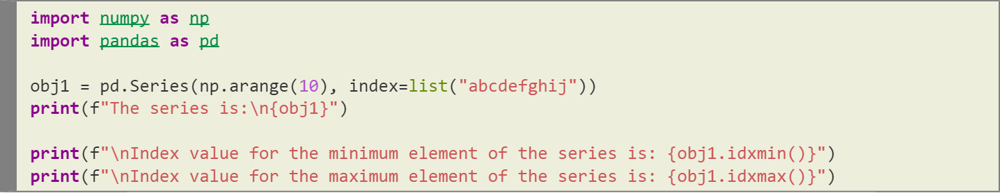 import numpy as np
import pandas as pd
obj1 = pd.Series(np.arange(10), index=list("abcdefghij"))
print(f"The series is:\n{obj1}")
print(f"\nIndex value for the minimum element of the series is: {obj1.idxmin()}")
print(f"\nIndex value for the maximum element of the series is: {obj1.idxmax()}")